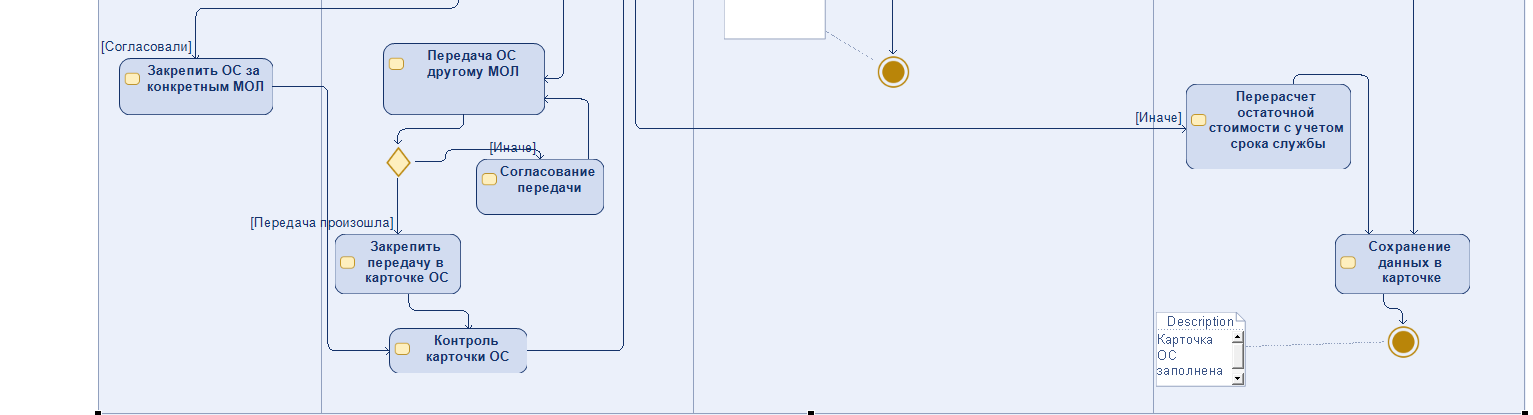 [Согласовали]
Закрепить ОС за
конкретным МОЛ
Передача ОС
другому МОЛ
[Иначе]
Согласование
передачи
[Передача произошла]
Закрепить
передачу в
карточке ОС
Контроль
карточки ОС
[Иначе]
Перерасчет
остаточной
стоимости с учетом
срока службы
Сохранение
данных в
карточке
Description
Карточка
ОС
заполнена